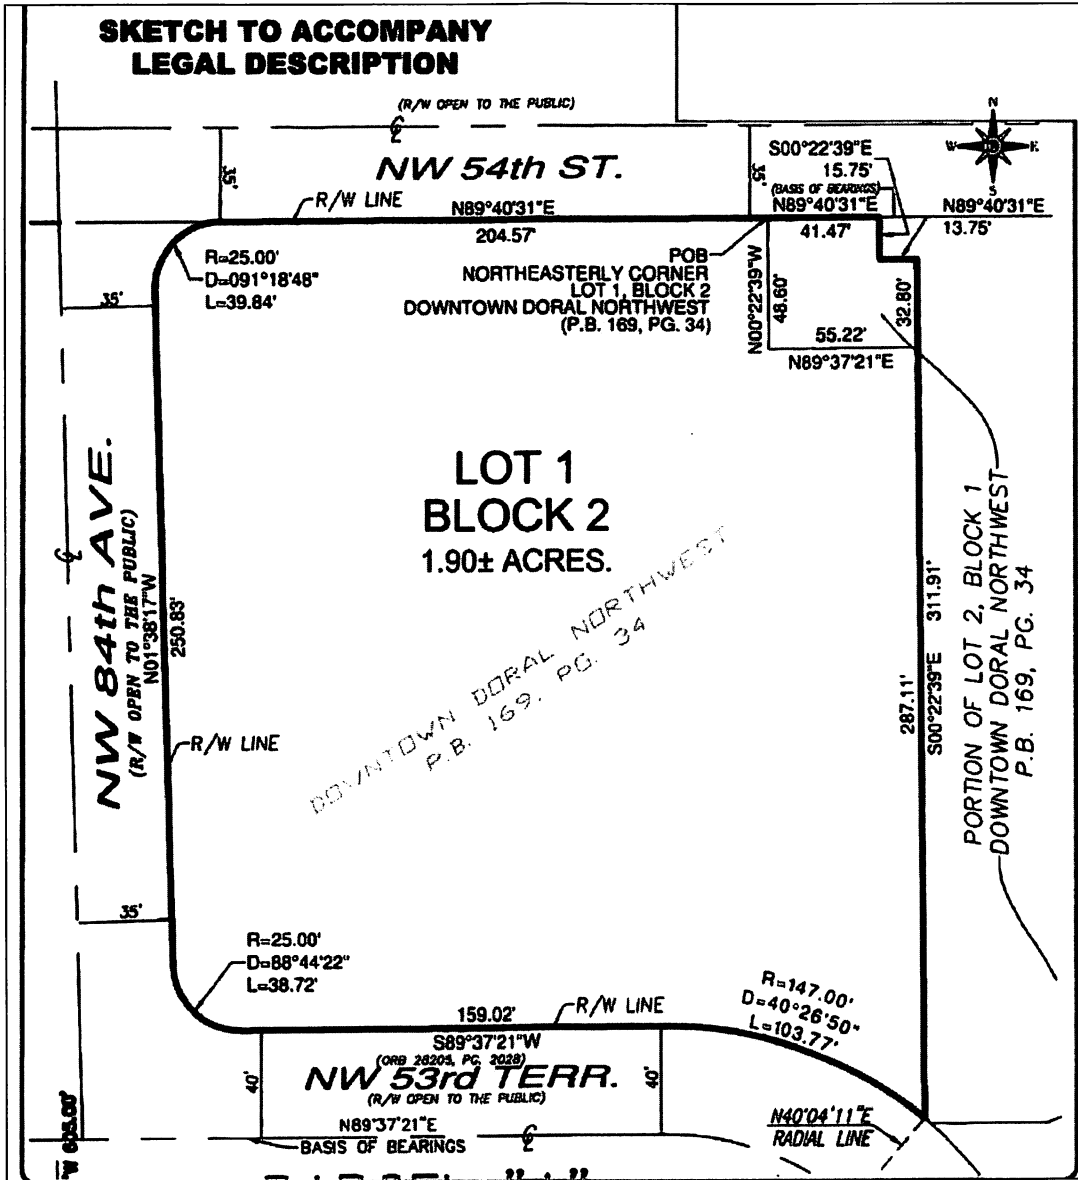 SKETCH TO ACCOMPANY
LEGAL DESCRIPTION
(R/W OPEN TO THE PUBLIC)
NW 54th ST.
35'
35'
R/W LINE
N89°40'31"E
204.57'
S00°22'39"E
15.75'
(BASIS OF BEARINGS)
N89°40'31"E
41.47'
N89°40'31"E
13.75'
N
W
E
S
R=25.00'
D=091°18'48"
L=39.84'
35'
POB
NORTHEASTERLY CORNER
LOT 1, BLOCK 2
DOWNTOWN DORAL NORTHWEST
(P.B. 169, PG. 34)
N00°22'39"W
48.60'
32.80'
55.22'
N89°37'21"E
LOT 1
BLOCK 2
1.90± ACRES.
DOWNTOWN DORAL NORTHWEST
P.B. 169, PG. 34
NW 84th AVE.
(R/W OPEN TO THE PUBLIC)
N01°38'17"W
250.83'
R/W LINE
287.11'
S00°22'39"E 311.91'
PORTION OF LOT 2, BLOCK 1
DOWNTOWN DORAL NORTHWEST
P.B. 169, PG. 34
35'
R=25.00'
D=88°44'22"
L=38.72'
159.02'
R/W LINE
S89°37'21"W
(ORB 28205, PG. 2028)
NW 53rd TERR.
(R/W OPEN TO THE PUBLIC)
40'
40'
N89°37'21"E
BASIS OF BEARINGS
R=147.00'
D=40°26'50"
L=103.77'
N40°04'11"E
RADIAL LINE
"W 605.00'